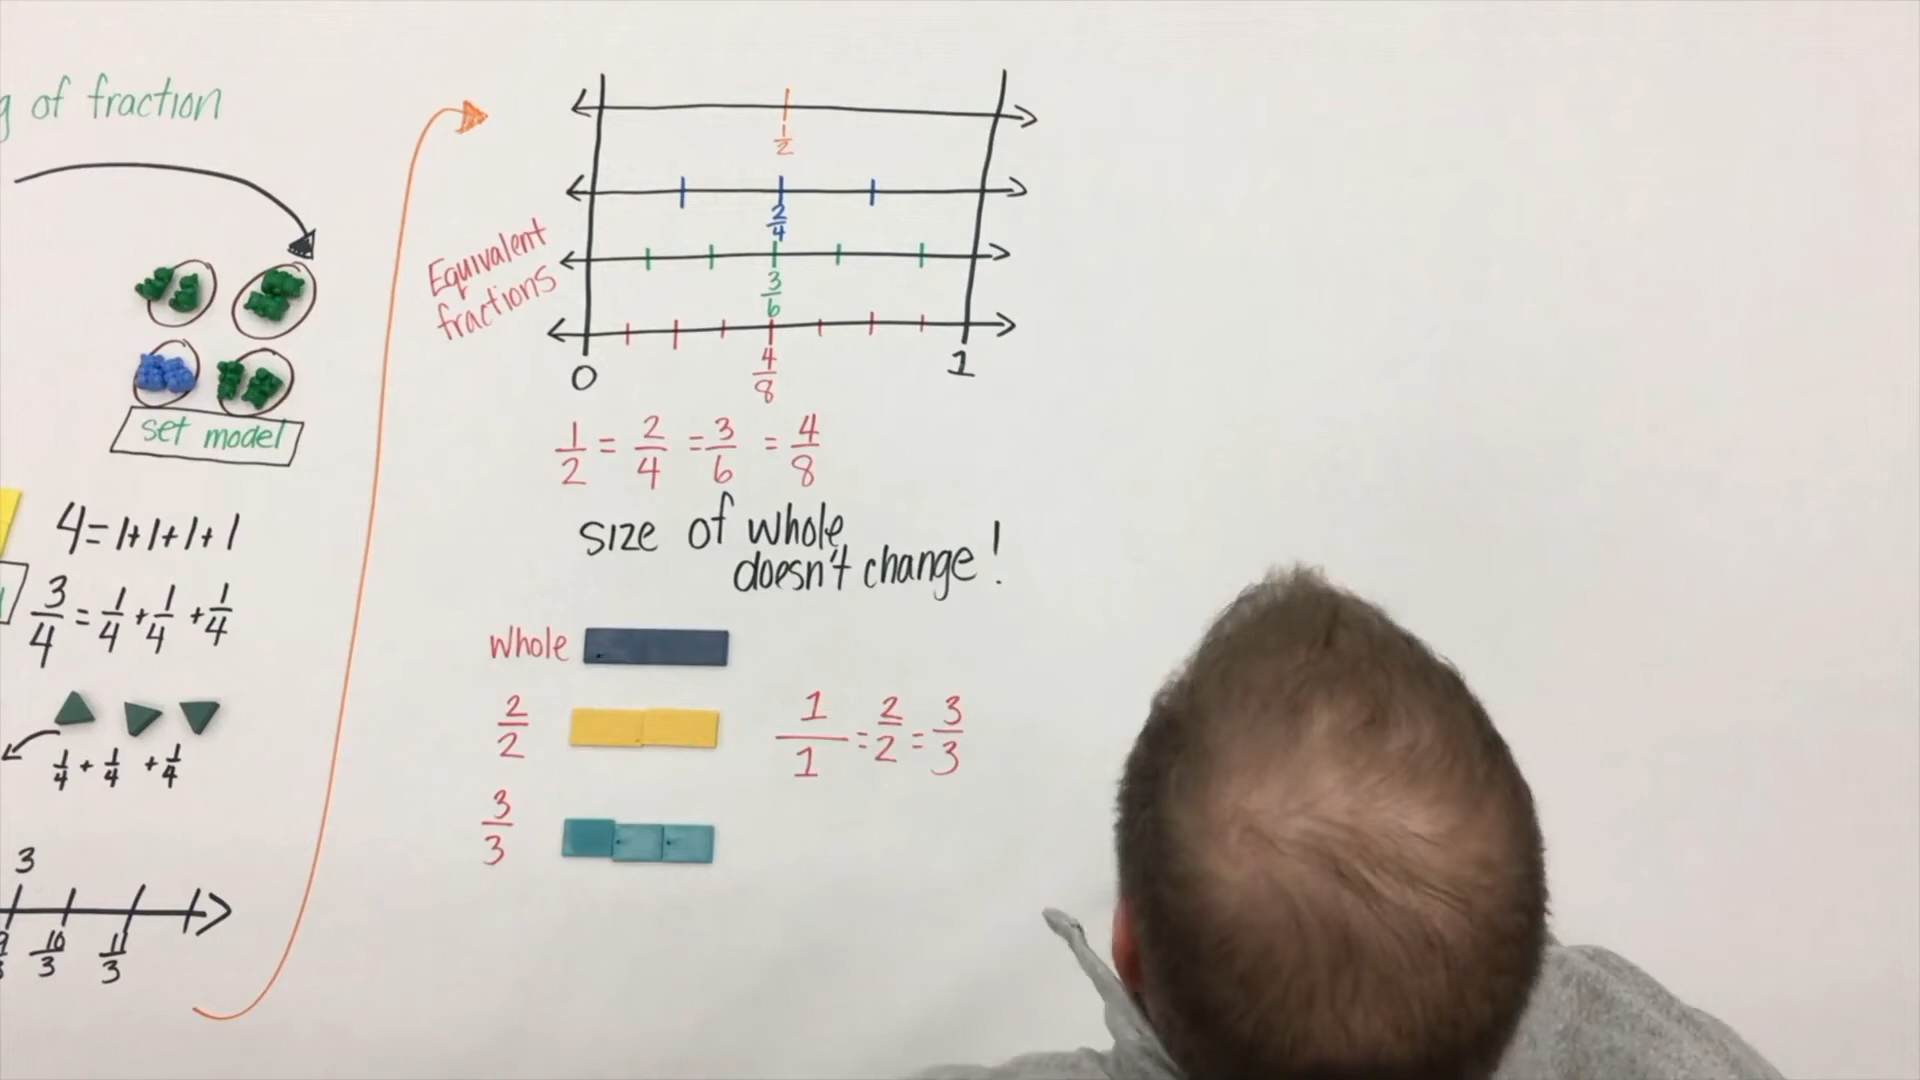 of fraction
set model
4 = 1+1+1+1
3/4 = 1/4 + 1/4 + 1/4
1/4 + 1/4 + 1/4
3
10/3 11/3
1/2
2/4
Equivalent
fractions
3/6
4/8
0 1
1/2 = 2/4 = 3/6 = 4/8
size of whole
doesn't change!
whole
2/2
1/1 = 2/2 = 3/3
3/3